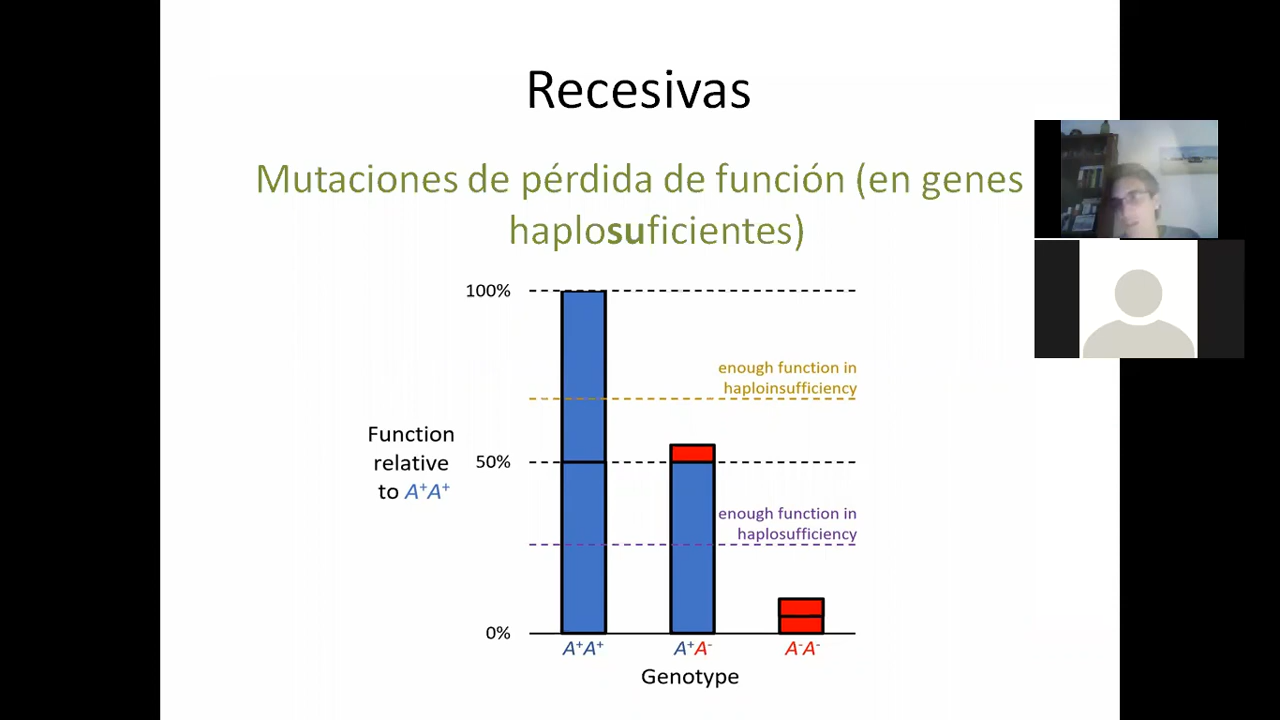 Recesivas
Mutaciones de pérdida de función (en genes
haplosuficientes)
100%
enough function in
haploinsufficiency
Function
relative
to A⁺A⁺
50%
enough function in
haplosufficiency
0%
A⁺A⁺
A⁺A⁻
A⁻A⁻
Genotype